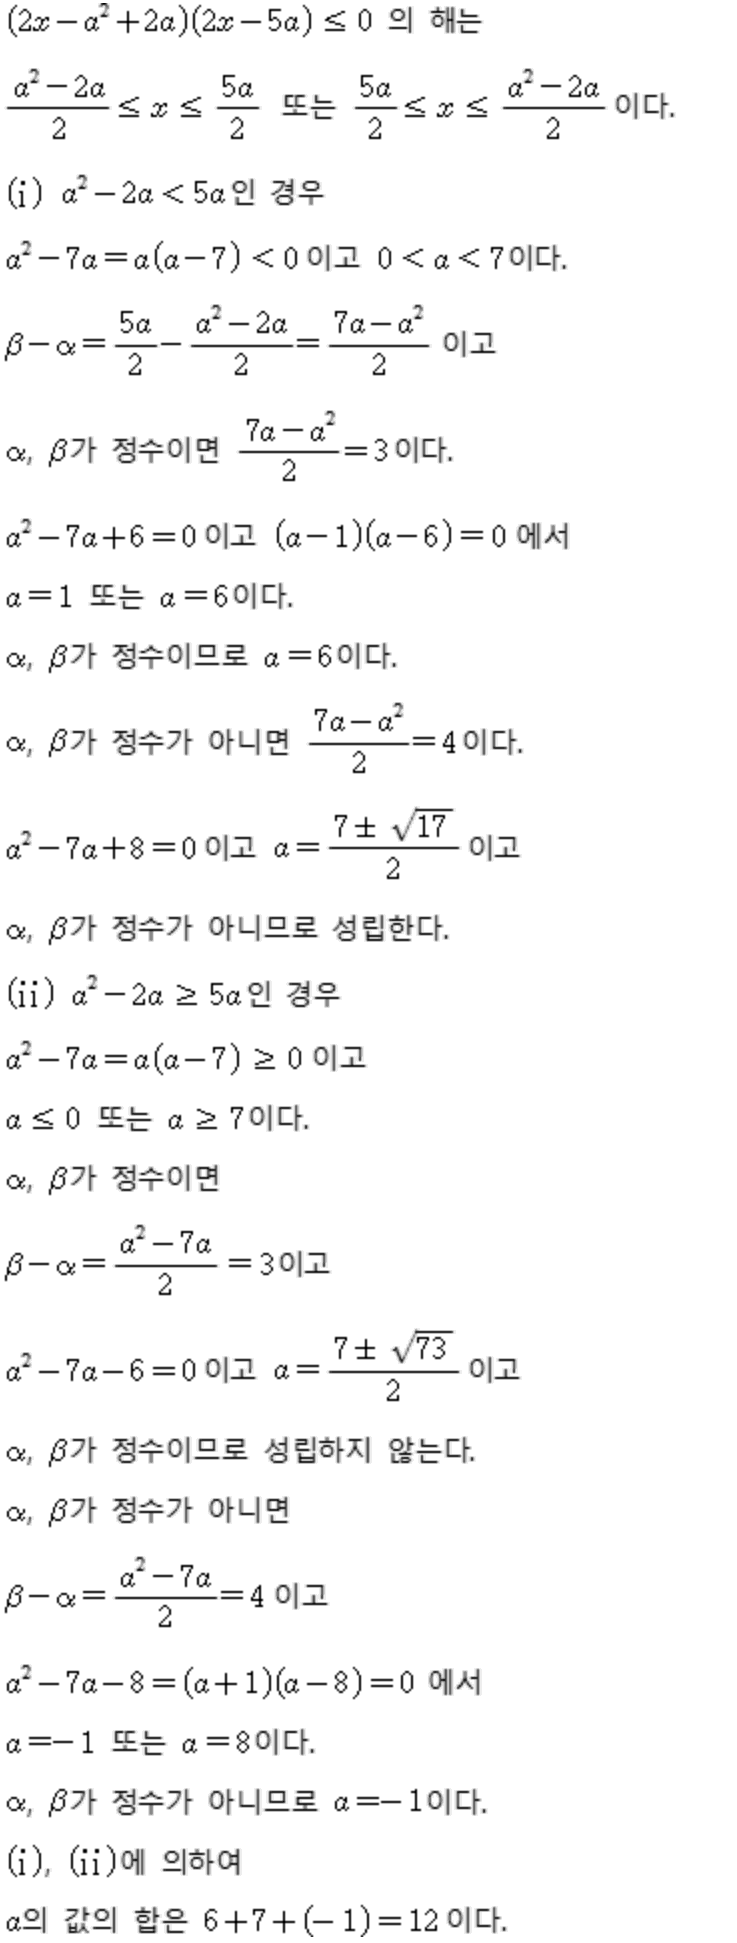 (2x−a²+2a)(2x−5a) ≤ 0 의 해는
(a²−2a)/2 ≤ x ≤ 5a/2 또는 5a/2 ≤ x ≤ (a²−2a)/2 이다.
(i) a²−2a < 5a인 경우
a²−7a = a(a−7) < 0 이고 0 < a < 7이다.
β−α = 5a/2 − (a²−2a)/2 = (7a−a²)/2 이고
α, β가 정수이면 (7a−a²)/2 = 3이다.
a²−7a+6 = 0 이고 (a−1)(a−6) = 0 에서
a = 1 또는 a = 6이다.
α, β가 정수이므로 a = 6이다.
α, β가 정수가 아니면 (7a−a²)/2 = 4이다.
a²−7a+8 = 0 이고 a = (7± √17)/2 이고
α, β가 정수가 아니므로 성립한다.
(ii) a²−2a ≥ 5a인 경우
a²−7a = a(a−7) ≥ 0 이고
a ≤ 0 또는 a ≥ 7이다.
α, β가 정수이면
β−α = (a²−7a)/2 = 3이고
a²−7a−6 = 0 이고 a = (7± √73)/2 이고
α, β가 정수이므로 성립하지 않는다.
α, β가 정수가 아니면
β−α = (a²−7a)/2 = 4 이고
a²−7a−8 = (a+1)(a−8) = 0 에서
a =−1 또는 a = 8이다.
α, β가 정수가 아니므로 a =−1이다.
(i), (ii)에 의하여
a의 값의 합은 6+7+(−1) = 12 이다.